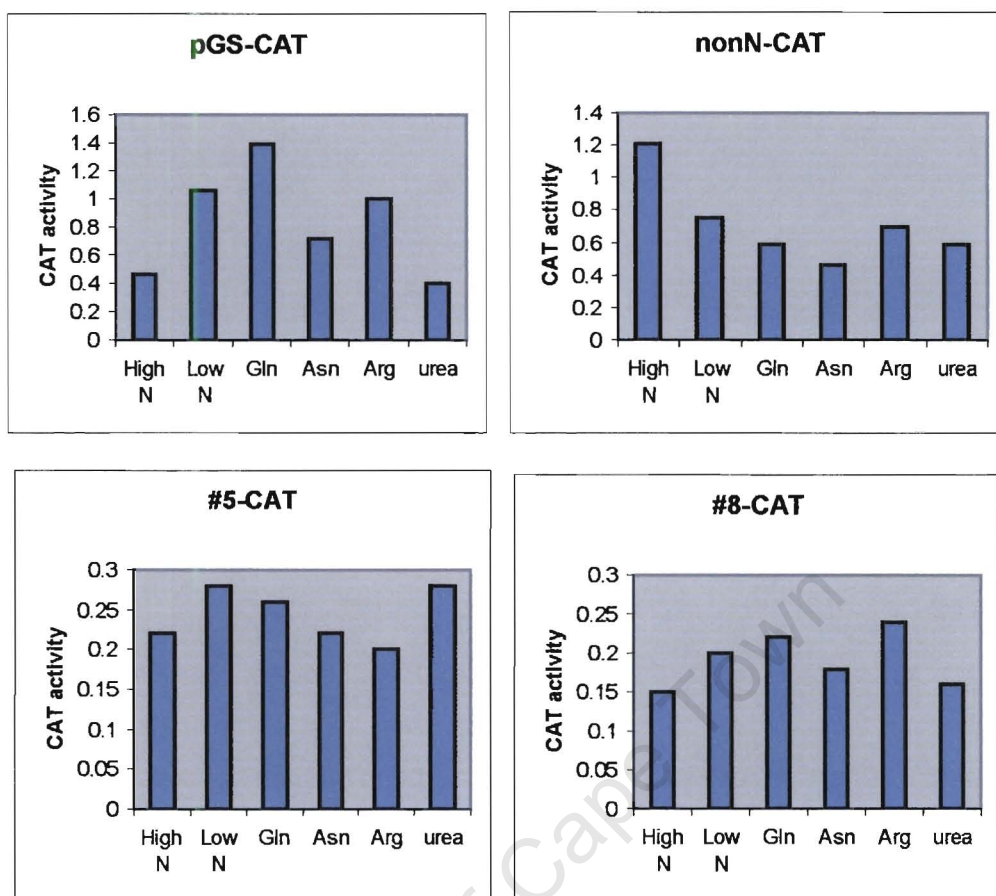 pGS-CAT
CAT activity
1.6
1.4
1.2
1
0.8
0.6
0.4
0.2
0
High N
Low N
Gln
Asn
Arg
urea
nonN-CAT
CAT activity
1.4
1.2
1
0.8
0.6
0.4
0.2
0
High N
Low N
Gln
Asn
Arg
urea
#5-CAT
CAT activity
0.3
0.25
0.2
0.15
0.1
0.05
0
High N
Low N
Gln
Asn
Arg
urea
#8-CAT
CAT activity
0.3
0.25
0.2
0.15
0.1
0.05
0
High N
Low N
Gln
Asn
Arg
urea
Cape Town